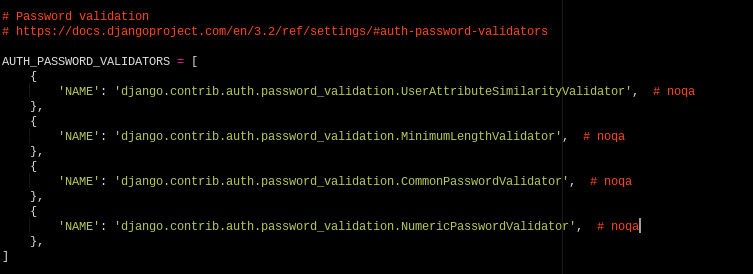 # Password validation
# https://docs.djangoproject.com/en/3.2/ref/settings/#auth-password-validators
AUTH_PASSWORD_VALIDATORS = [
    {
        'NAME': 'django.contrib.auth.password_validation.UserAttributeSimilarityValidator',  # noqa
    },
    {
        'NAME': 'django.contrib.auth.password_validation.MinimumLengthValidator',  # noqa
    },
    {
        'NAME': 'django.contrib.auth.password_validation.CommonPasswordValidator',  # noqa
    },
    {
        'NAME': 'django.contrib.auth.password_validation.NumericPasswordValidator',  # noqa
    },
]